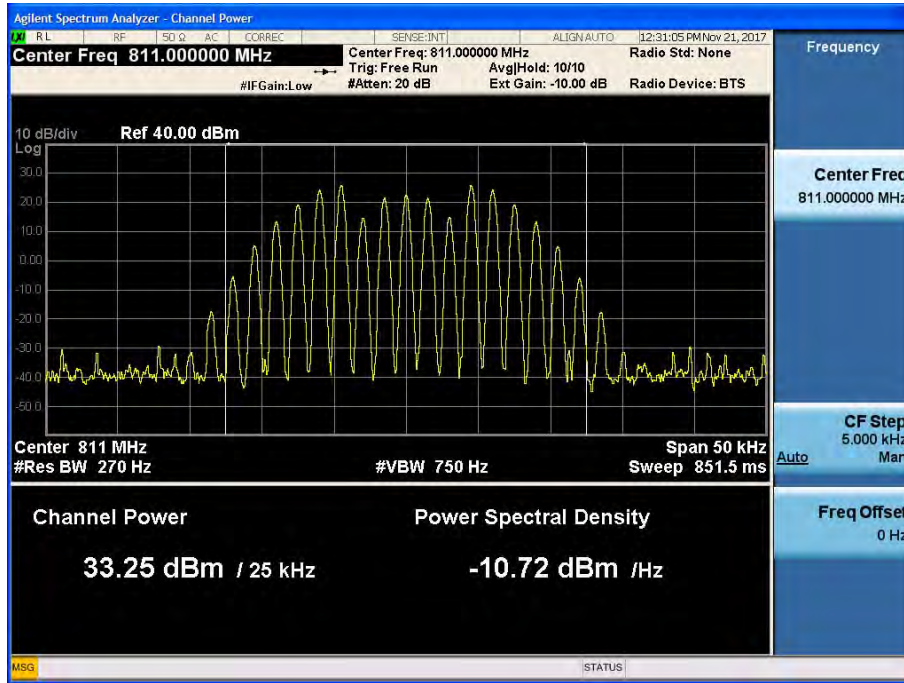 Agilent Spectrum Analyzer - Channel Power
LXI RL RF 50 Ω AC CORREC SENSE:INT ALIGN AUTO 12:31:05 PM Nov 21, 2017
Center Freq 811.000000 MHz
Center Freq: 811.000000 MHz Radio Std: None
Trig: Free Run Avg|Hold: 10/10
#IFGain:Low #Atten: 20 dB Ext Gain: -10.00 dB Radio Device: BTS
10 dB/div Ref 40.00 dBm
Log
30.0
20.0
10.0
0.00
-10.0
-20.0
-30.0
-40.0
-50.0
Center 811 MHz Span 50 kHz
#Res BW 270 Hz #VBW 750 Hz Sweep 851.5 ms
Channel Power Power Spectral Density
33.25 dBm / 25 kHz -10.72 dBm /Hz
MSG STATUS
Frequency
Center Freq
811.000000 MHz
CF Step
5.000 kHz
Auto Man
Freq Offset
0 Hz